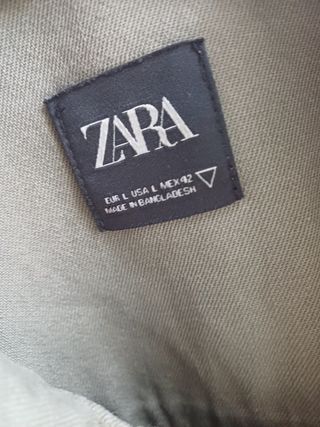 ZARA
EUR L USA L MEX 42
MADE IN BANGLADESH